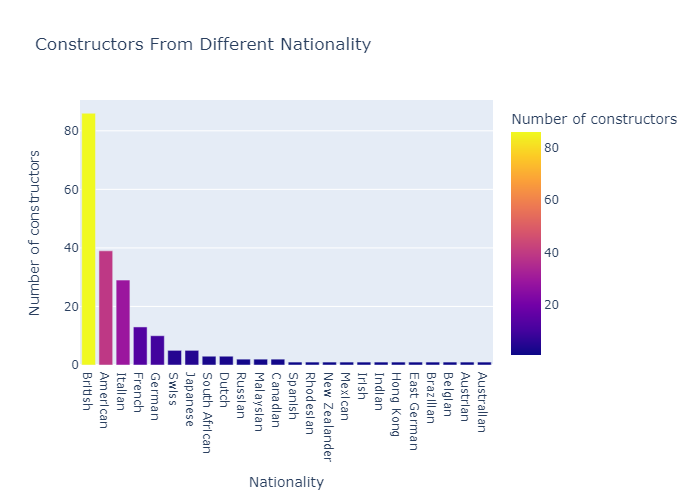 Constructors From Different Nationality
Number of constructors
80
60
40
20
0
British
American
Italian
French
German
Swiss
Japanese
South African
Dutch
Russian
Malaysian
Canadian
Spanish
Rhodesian
New Zealander
Mexican
Irish
Indian
Hong Kong
East German
Brazilian
Belgian
Austrian
Australian
Nationality
Number of constructors
80
60
40
20